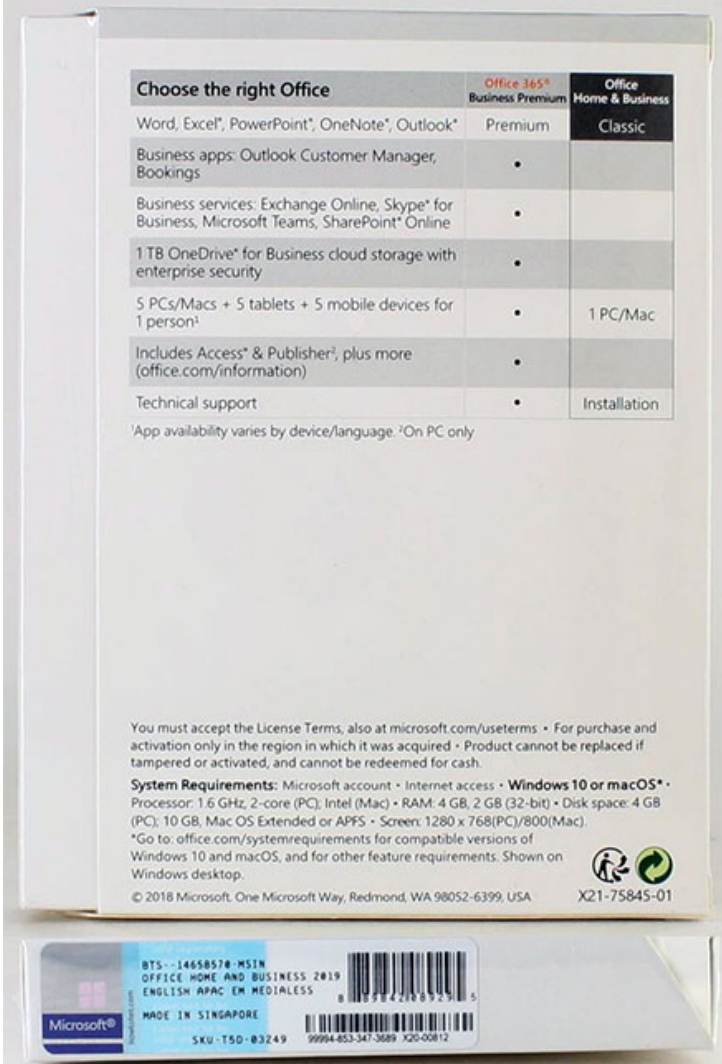 Choose the right Office
Office 365®
Business Premium
Office
Home & Business
Word, Excel®, PowerPoint®, OneNote®, Outlook®
Premium
Classic
Business apps: Outlook Customer Manager,
Bookings
•
Business services: Exchange Online, Skype® for
Business, Microsoft Teams, SharePoint® Online
•
1 TB OneDrive® for Business cloud storage with
enterprise security
•
5 PCs/Macs + 5 tablets + 5 mobile devices for
1 person¹
•
1 PC/Mac
Includes Access® & Publisher², plus more
(office.com/information)
•
Technical support
•
Installation
¹App availability varies by device/language. ²On PC only
You must accept the License Terms, also at microsoft.com/useterms • For purchase and
activation only in the region in which it was acquired • Product cannot be replaced if
tampered or activated, and cannot be redeemed for cash.
System Requirements: Microsoft account • Internet access • Windows 10 or macOS* •
Processor: 1.6 GHz, 2-core (PC); Intel (Mac) • RAM: 4 GB, 2 GB (32-bit) • Disk space: 4 GB
(PC); 10 GB, Mac OS Extended or APFS • Screen: 1280 x 768(PC)/800(Mac).
*Go to: office.com/systemrequirements for compatible versions of
Windows 10 and macOS, and for other feature requirements. Shown on
Windows desktop.
© 2018 Microsoft. One Microsoft Way, Redmond, WA 98052-6399, USA
X21-75845-01
BTS--14658570-MSIN
OFFICE HOME AND BUSINESS 2019
ENGLISH APAC EM MEDIALESS
MADE IN SINGAPORE
SKU-T5D-03249
Microsoft®
99994-853-347-3689 X20-00812